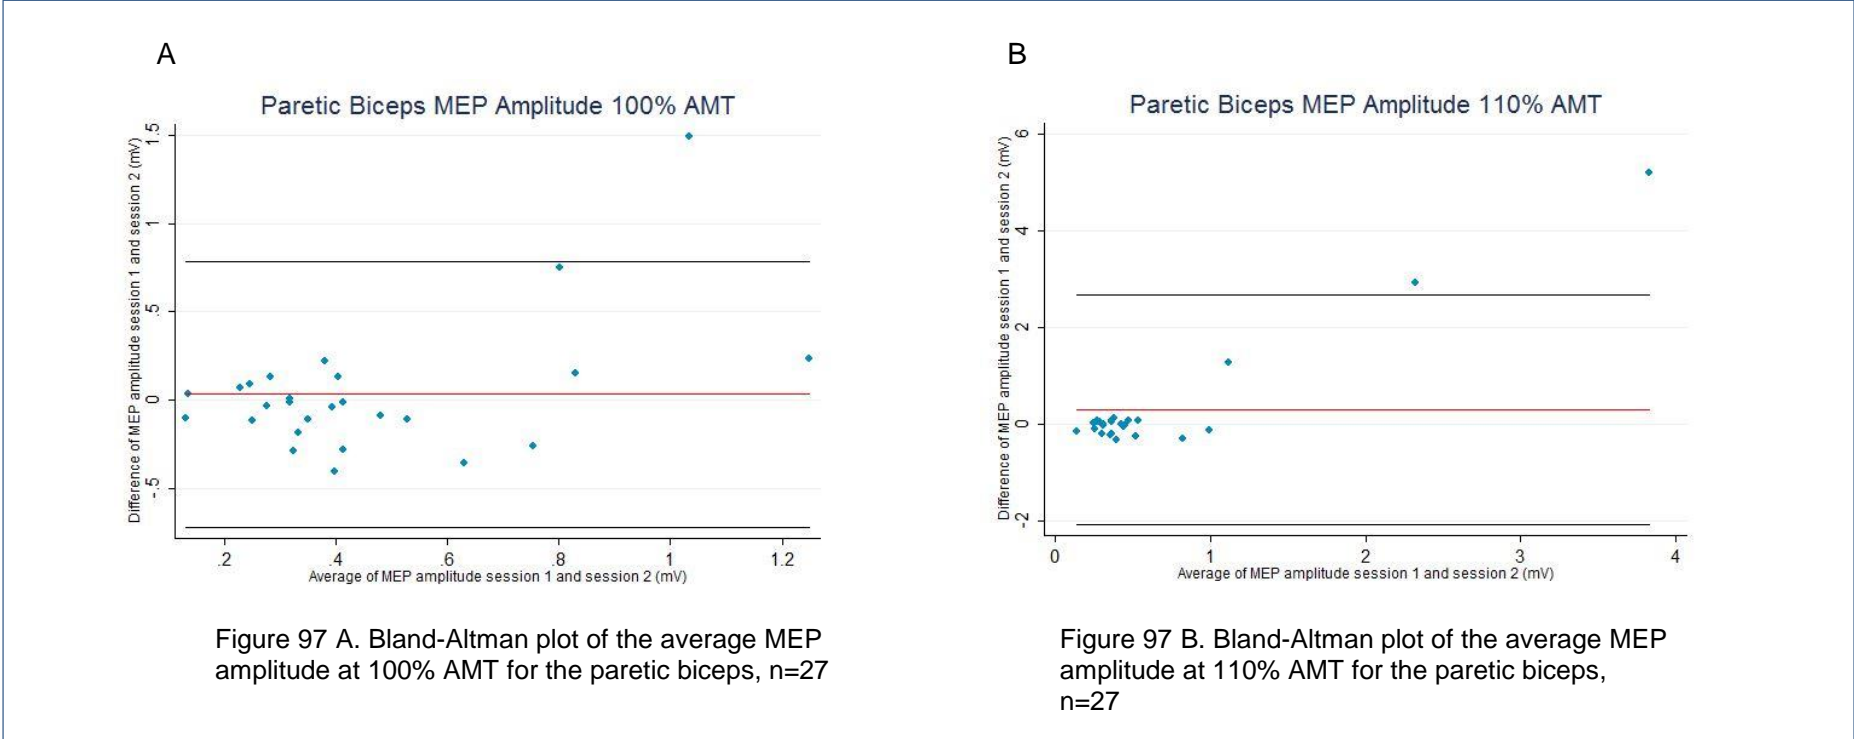 A
Paretic Biceps MEP Amplitude 100% AMT
Difference of MEP amplitude session 1 and session 2 (mV)
1.5
1
.5
0
-.5
.2 .4 .6 .8 1 1.2
Average of MEP amplitude session 1 and session 2 (mV)
Figure 97 A. Bland-Altman plot of the average MEP
amplitude at 100% AMT for the paretic biceps, n=27
B
Paretic Biceps MEP Amplitude 110% AMT
Difference of MEP amplitude session 1 and session 2 (mV)
6
4
2
0
-2
0 1 2 3 4
Average of MEP amplitude session 1 and session 2 (mV)
Figure 97 B. Bland-Altman plot of the average MEP
amplitude at 110% AMT for the paretic biceps,
n=27